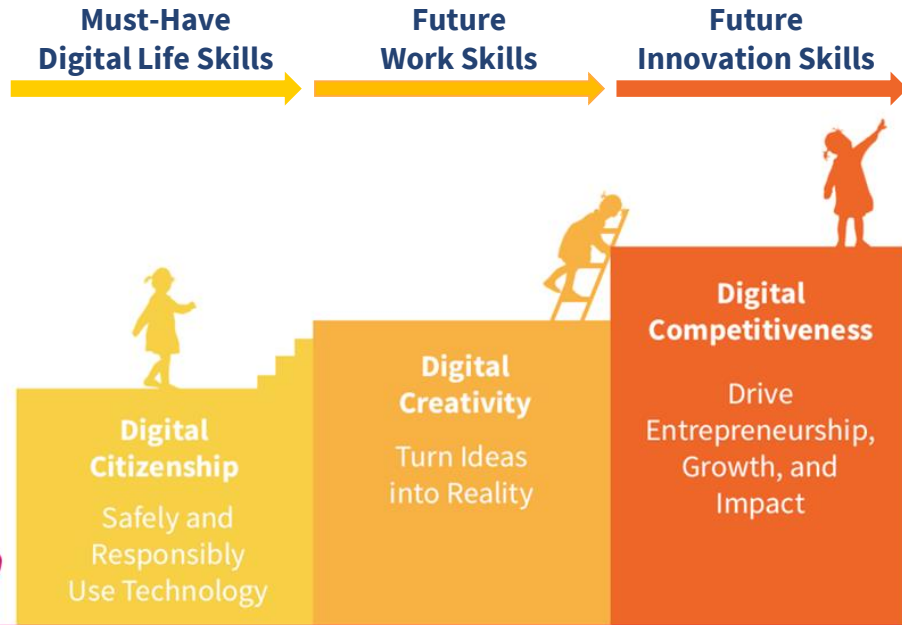 Must-Have
Digital Life Skills
Future
Work Skills
Future
Innovation Skills
Digital
Citizenship
Safely and
Responsibly
Use Technology
Digital
Creativity
Turn Ideas
into Reality
Digital
Competitiveness
Drive
Entrepreneurship,
Growth, and
Impact